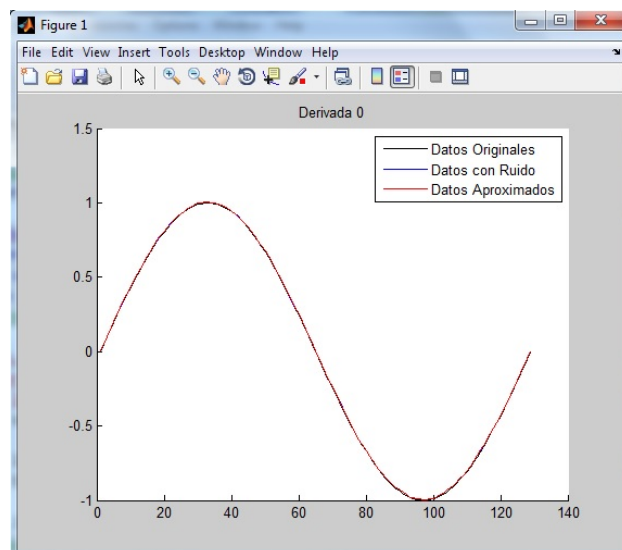 Figure 1
File Edit View Insert Tools Desktop Window Help
Derivada 0
1.5
1
0.5
0
-0.5
-1
0 20 40 60 80 100 120 140
Datos Originales
Datos con Ruido
Datos Aproximados